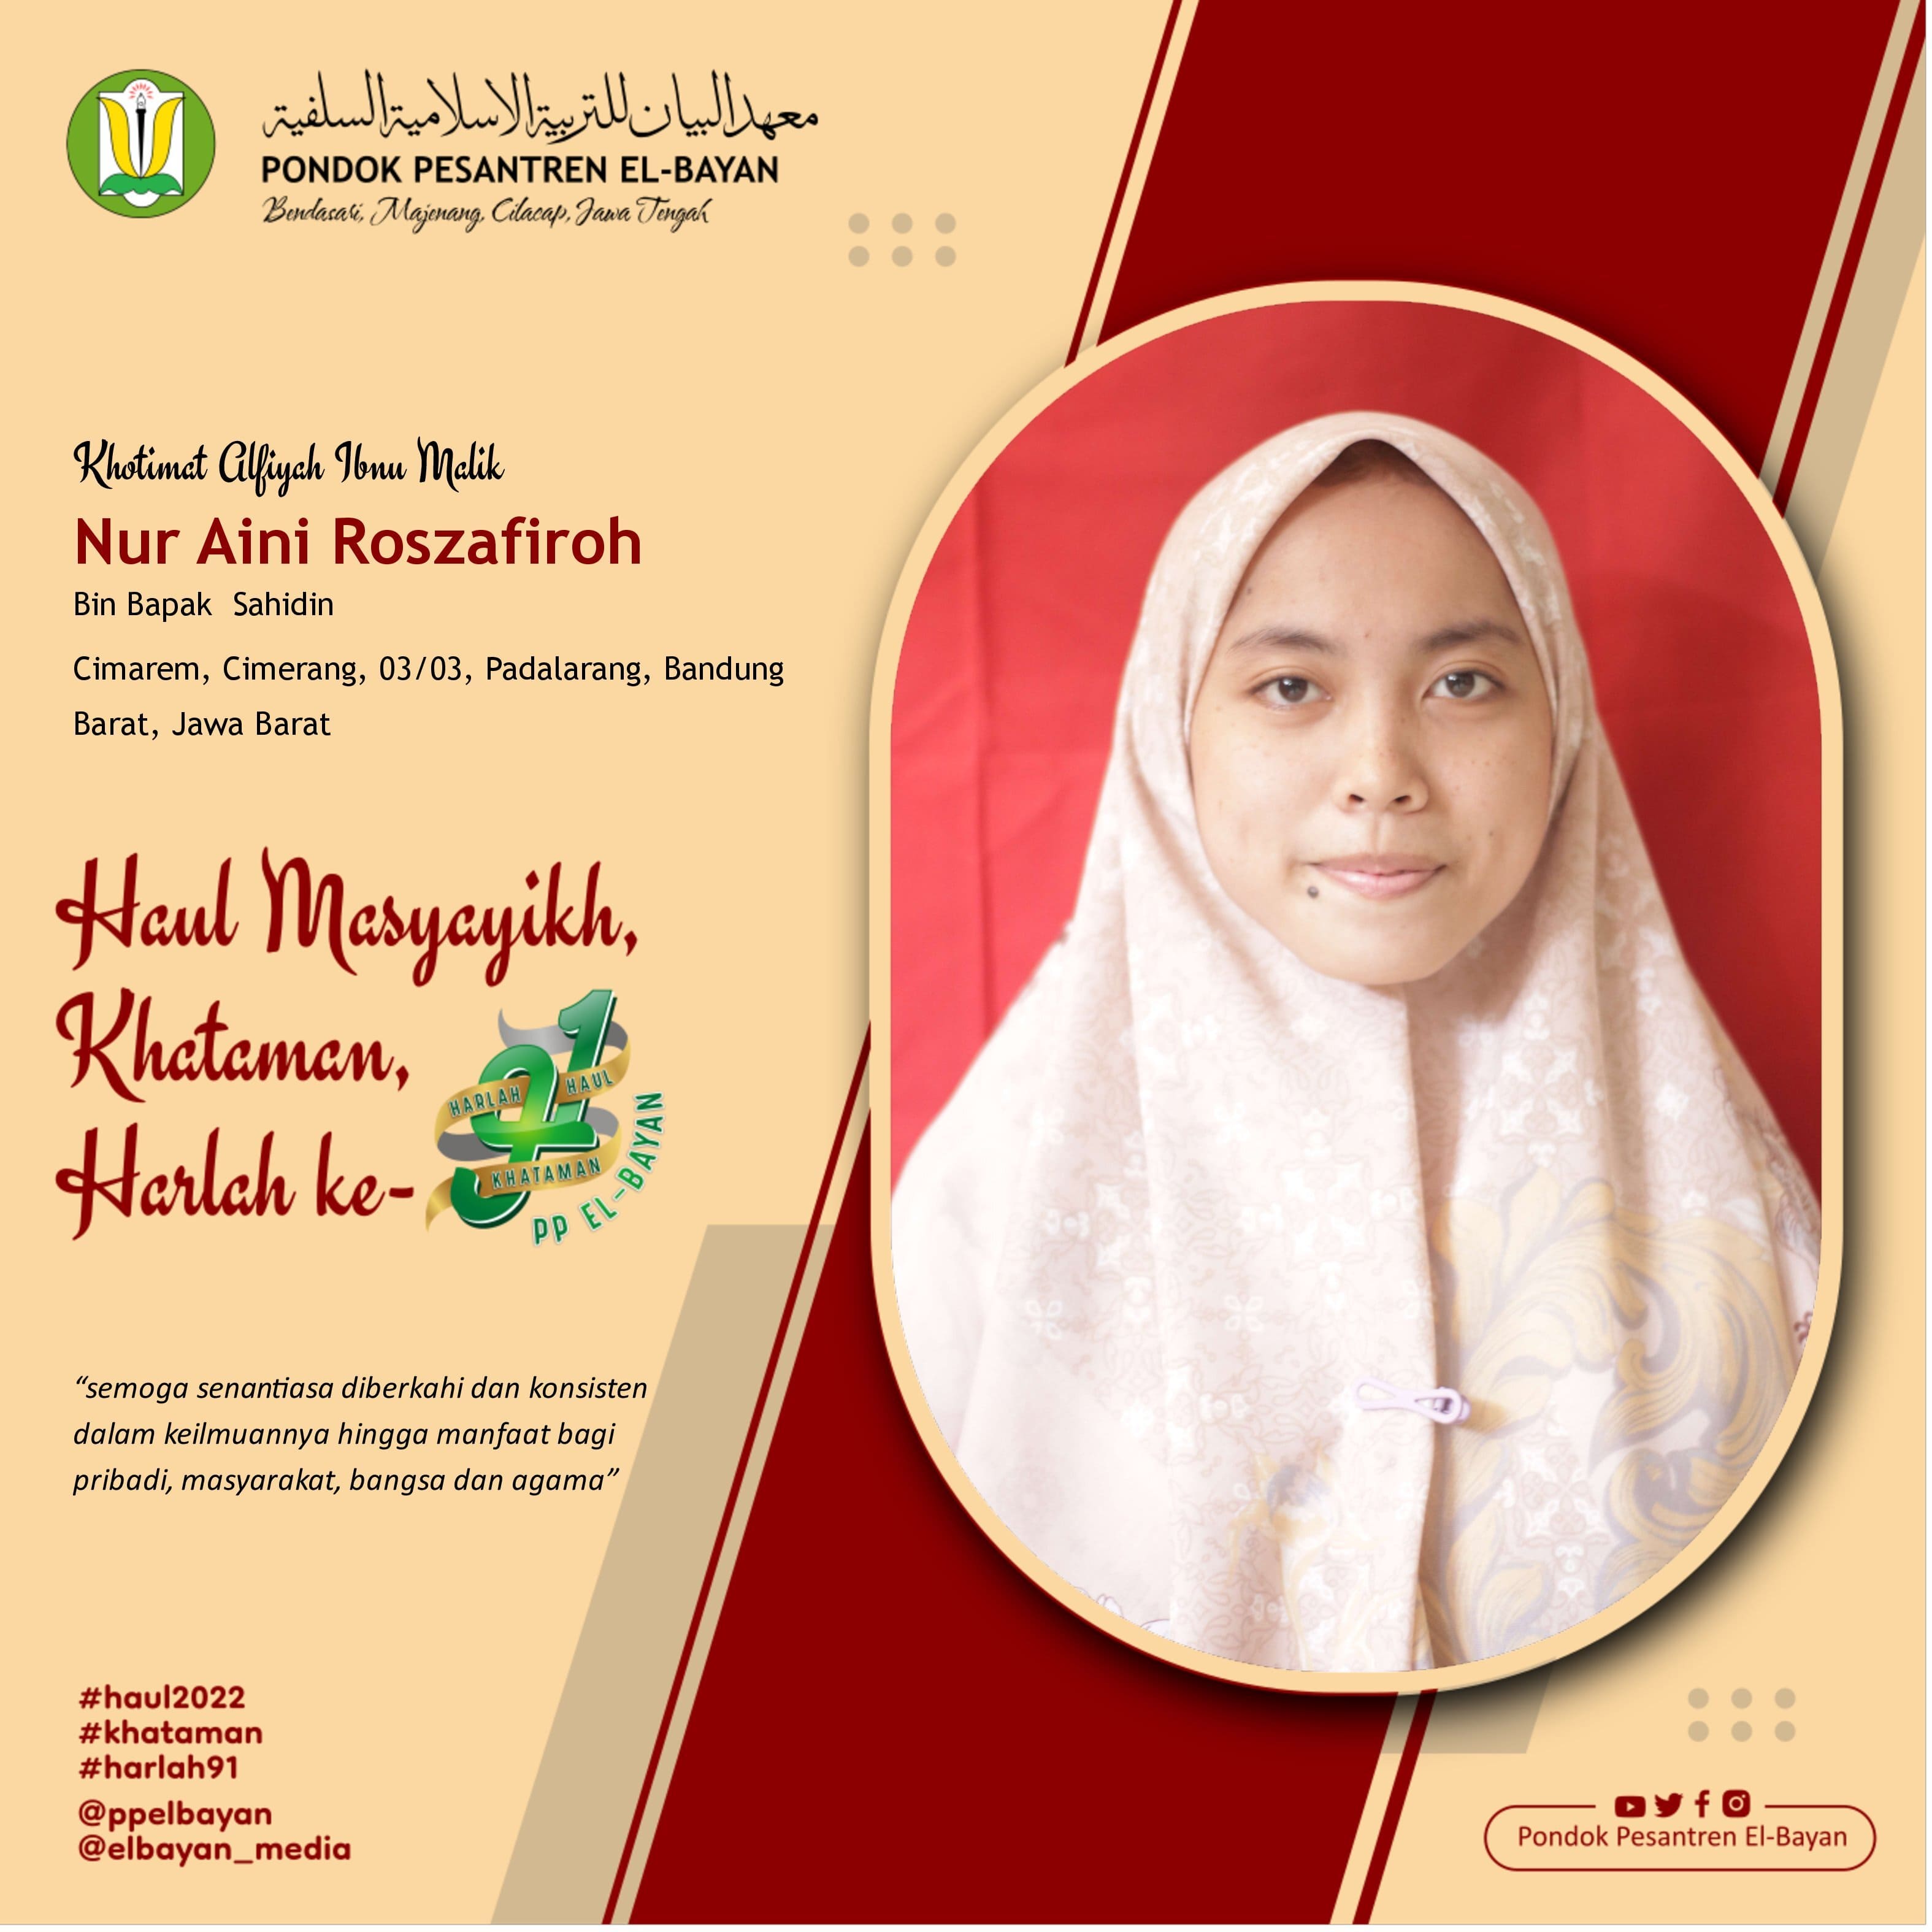 معهد البيان للتربية الاسلامية السلفية
PONDOK PESANTREN EL-BAYAN
Bendasari, Majenang, Cilacap, Jawa Tengah
Khotimat Alfiyah Ibnu Malik
Nur Aini Roszafiroh
Bin Bapak  Sahidin
Cimarem, Cimerang, 03/03, Padalarang, Bandung
Barat, Jawa Barat
Haul Masyayikh,
Khataman,
Harlah ke-
91
HARLAH HAUL
KHATAMAN
PP EL-BAYAN
“semoga senantiasa diberkahi dan konsisten
dalam keilmuannya hingga manfaat bagi
pribadi, masyarakat, bangsa dan agama”
#haul2022
#khataman
#harlah91
@ppelbayan
@elbayan_media
Pondok Pesantren El-Bayan